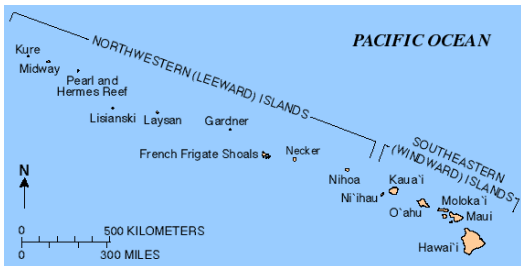 PACIFIC OCEAN
NORTHWESTERN (LEEWARD) ISLANDS
Kure
Midway
Pearl and
Hermes Reef
Lisianski
Laysan
Gardner
French Frigate Shoals
Necker
SOUTHEASTERN
(WINDWARD) ISLANDS
Nihoa
Ni`ihau
Kaua`i
O`ahu
Moloka`i
Maui
Hawai`i
N
0 500 KILOMETERS
0 300 MILES